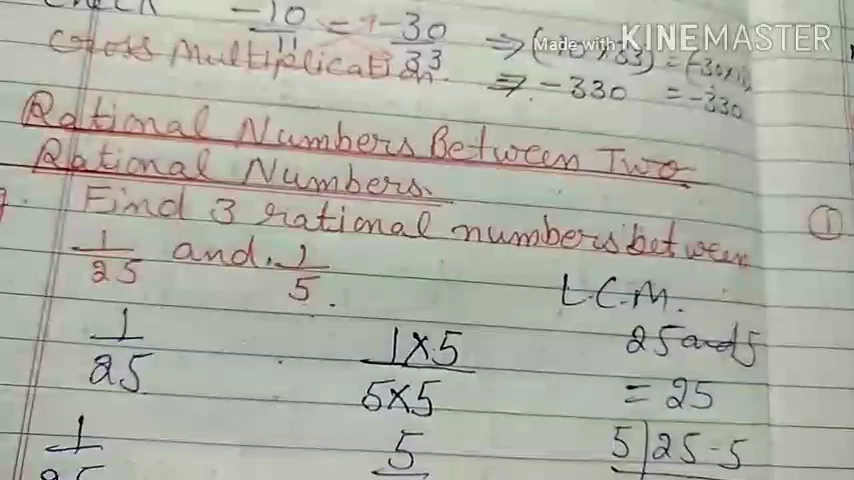 -10/11 = -30/33 ⇒ (-10×33) = (-30×11)
Made with KINEMASTER
Cross Multiplication. ⇒ -330 = -330
Rational Numbers Between Two
Rational Numbers.
Find 3 rational numbers between
1/25 and 1/5.
L.C.M.
1/25 1×5/5×5 25 and 5
= 25
1/25 5 5|25-5
①